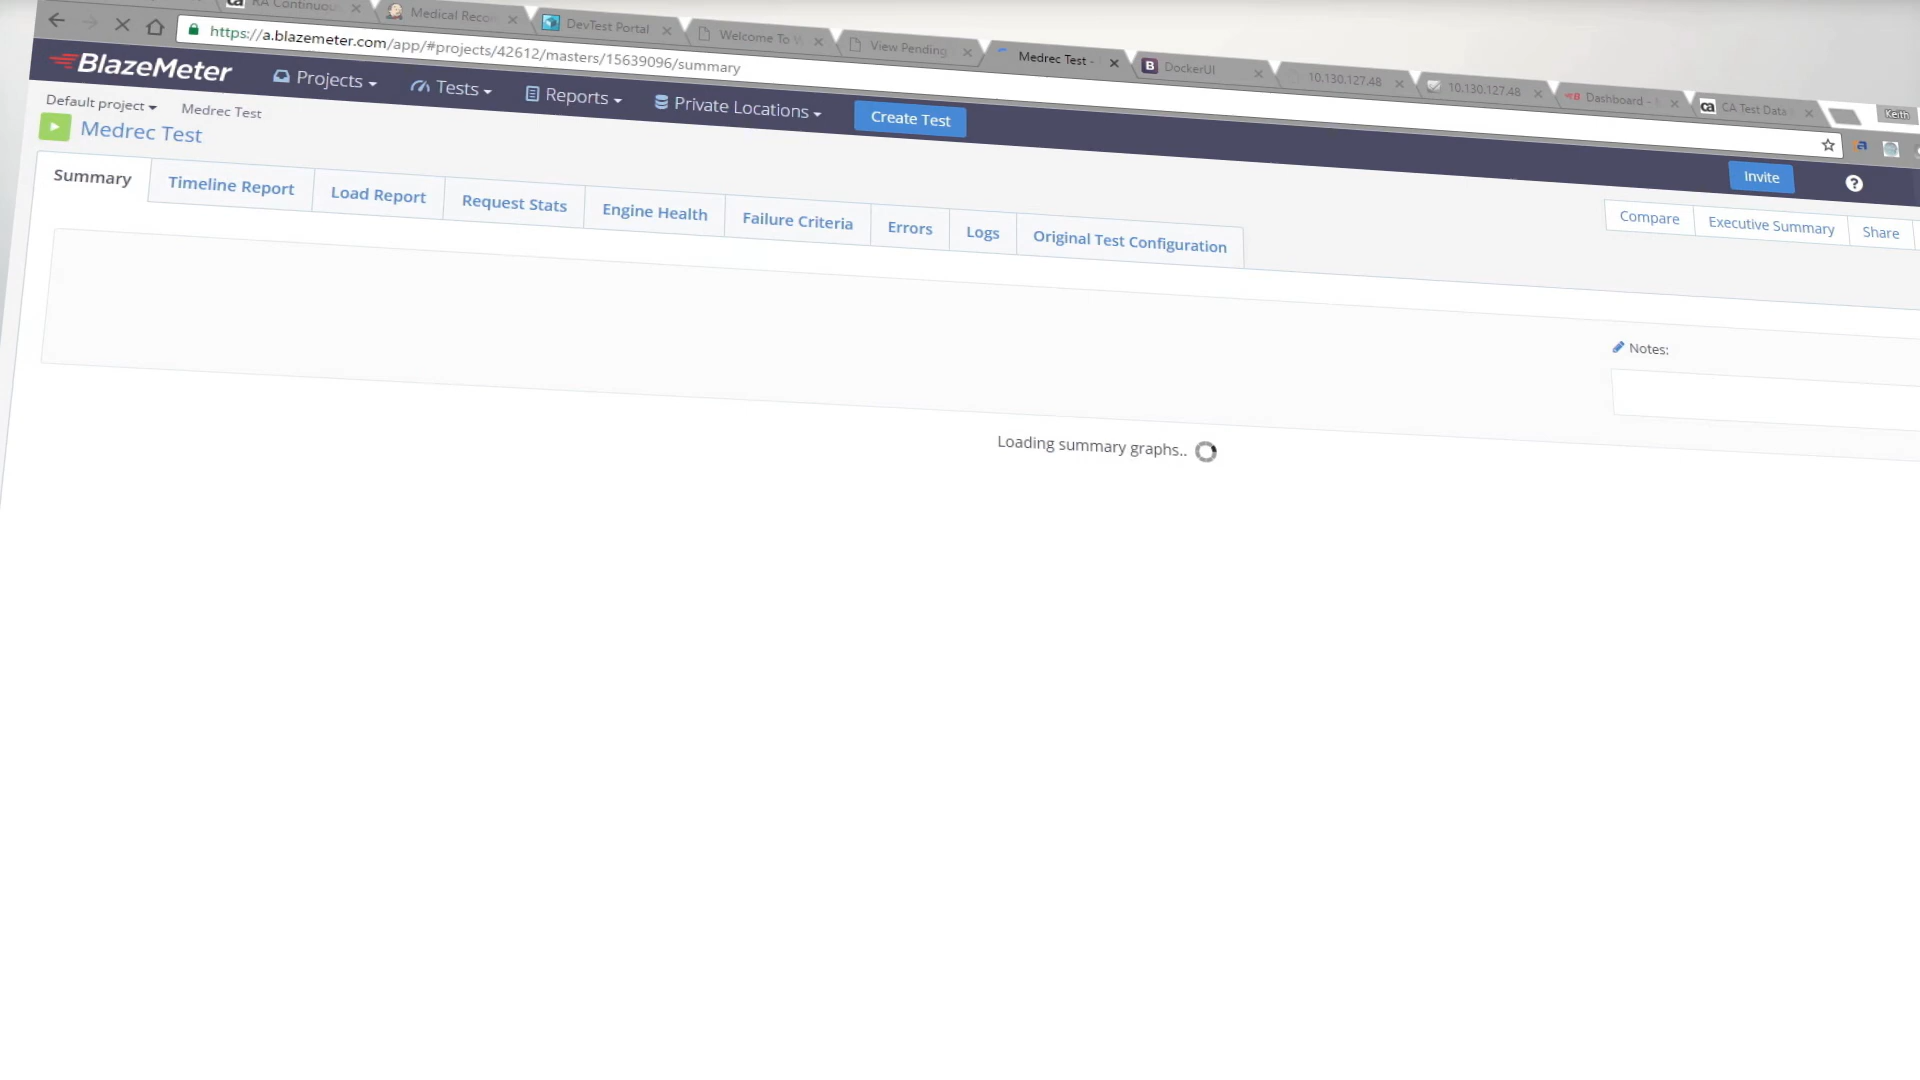 RA Continuou
Medical Reco
DevTest Portal
Welcome To W
View Pending
Medrec Test -
DockerUI
10.130.127.48
10.130.127.48
Dashboard -
CA Test Data
Keith
https://a.blazemeter.com/app/#projects/42612/masters/15639096/summary
BlazeMeter
Projects
Tests
Reports
Private Locations
Create Test
Invite
?
Default project
Medrec Test
Medrec Test
Compare
Executive Summary
Share
Summary
Timeline Report
Load Report
Request Stats
Engine Health
Failure Criteria
Errors
Logs
Original Test Configuration
Notes:
Loading summary graphs..